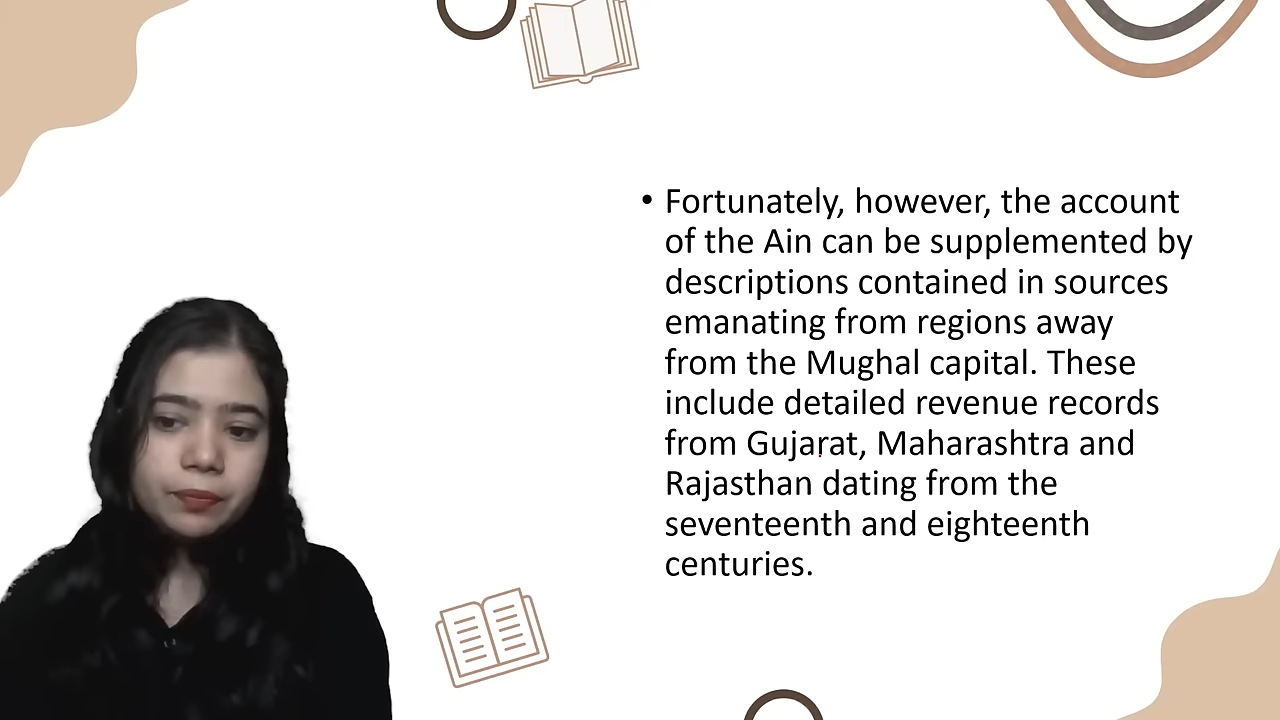 • Fortunately, however, the account
of the Ain can be supplemented by
descriptions contained in sources
emanating from regions away
from the Mughal capital. These
include detailed revenue records
from Gujarat, Maharashtra and
Rajasthan dating from the
seventeenth and eighteenth
centuries.